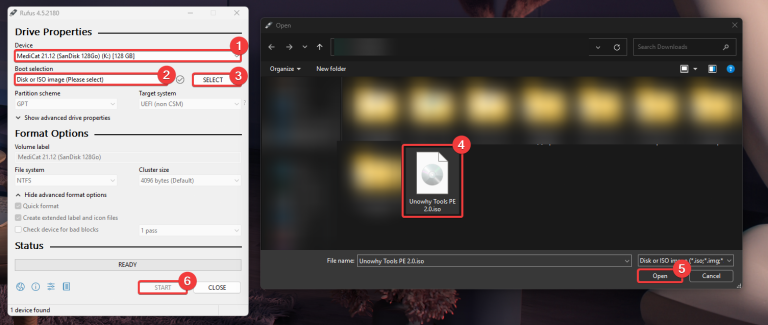 Rufus 4.5.2180
Drive Properties
Device
1
MediCat 21.12 (SanDisk 128Go) (K:) [128 GB]
Boot selection
2
3
Disk or ISO image (Please select)
SELECT
Partition scheme
Target system
GPT
UEFI (non CSM)
?
Show advanced drive properties
Format Options
Volume label
MediCat 21.12 (SanDisk 128Go)
File system
Cluster size
NTFS
4096 bytes (Default)
Hide advanced format options
Quick format
Create extended label and icon files
Check device for bad blocks
1 pass
Status
READY
6
START
CLOSE
1 device found
Open
Search Downloads
Organize
New folder
4
Unowhy Tools PE
2.0.iso
File name:
Unowhy Tools PE 2.0.iso
Disk or ISO image (*.iso;*.img;*
5
Open
Cancel